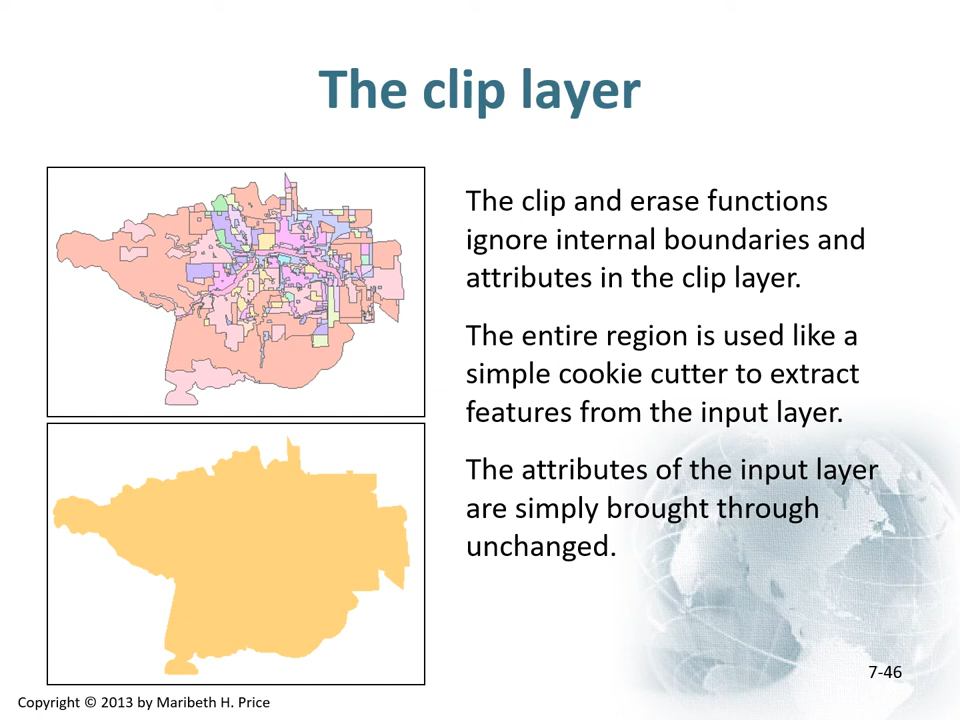 The clip layer
The clip and erase functions
ignore internal boundaries and
attributes in the clip layer.
The entire region is used like a
simple cookie cutter to extract
features from the input layer.
The attributes of the input layer
are simply brought through
unchanged.
7-46
Copyright © 2013 by Maribeth H. Price